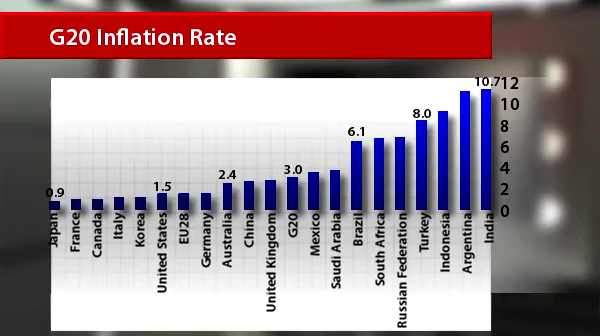 G20 Inflation Rate
0.9
1.5
2.4
3.0
6.1
8.0
10.7
12
10
8
6
4
2
0
Japan
France
Canada
Italy
Korea
United States
EU28
Germany
Australia
China
United Kingdom
G20
Mexico
Saudi Arabia
Brazil
South Africa
Russian Federation
Turkey
Indonesia
Argentina
India